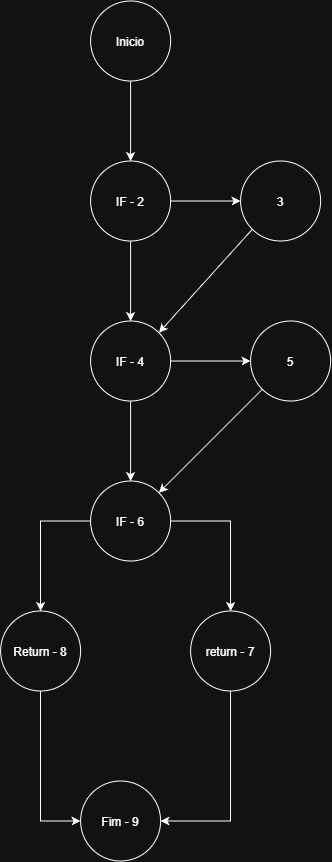 Inicio
IF - 2
3
IF - 4
5
IF - 6
Return - 8
return - 7
Fim - 9